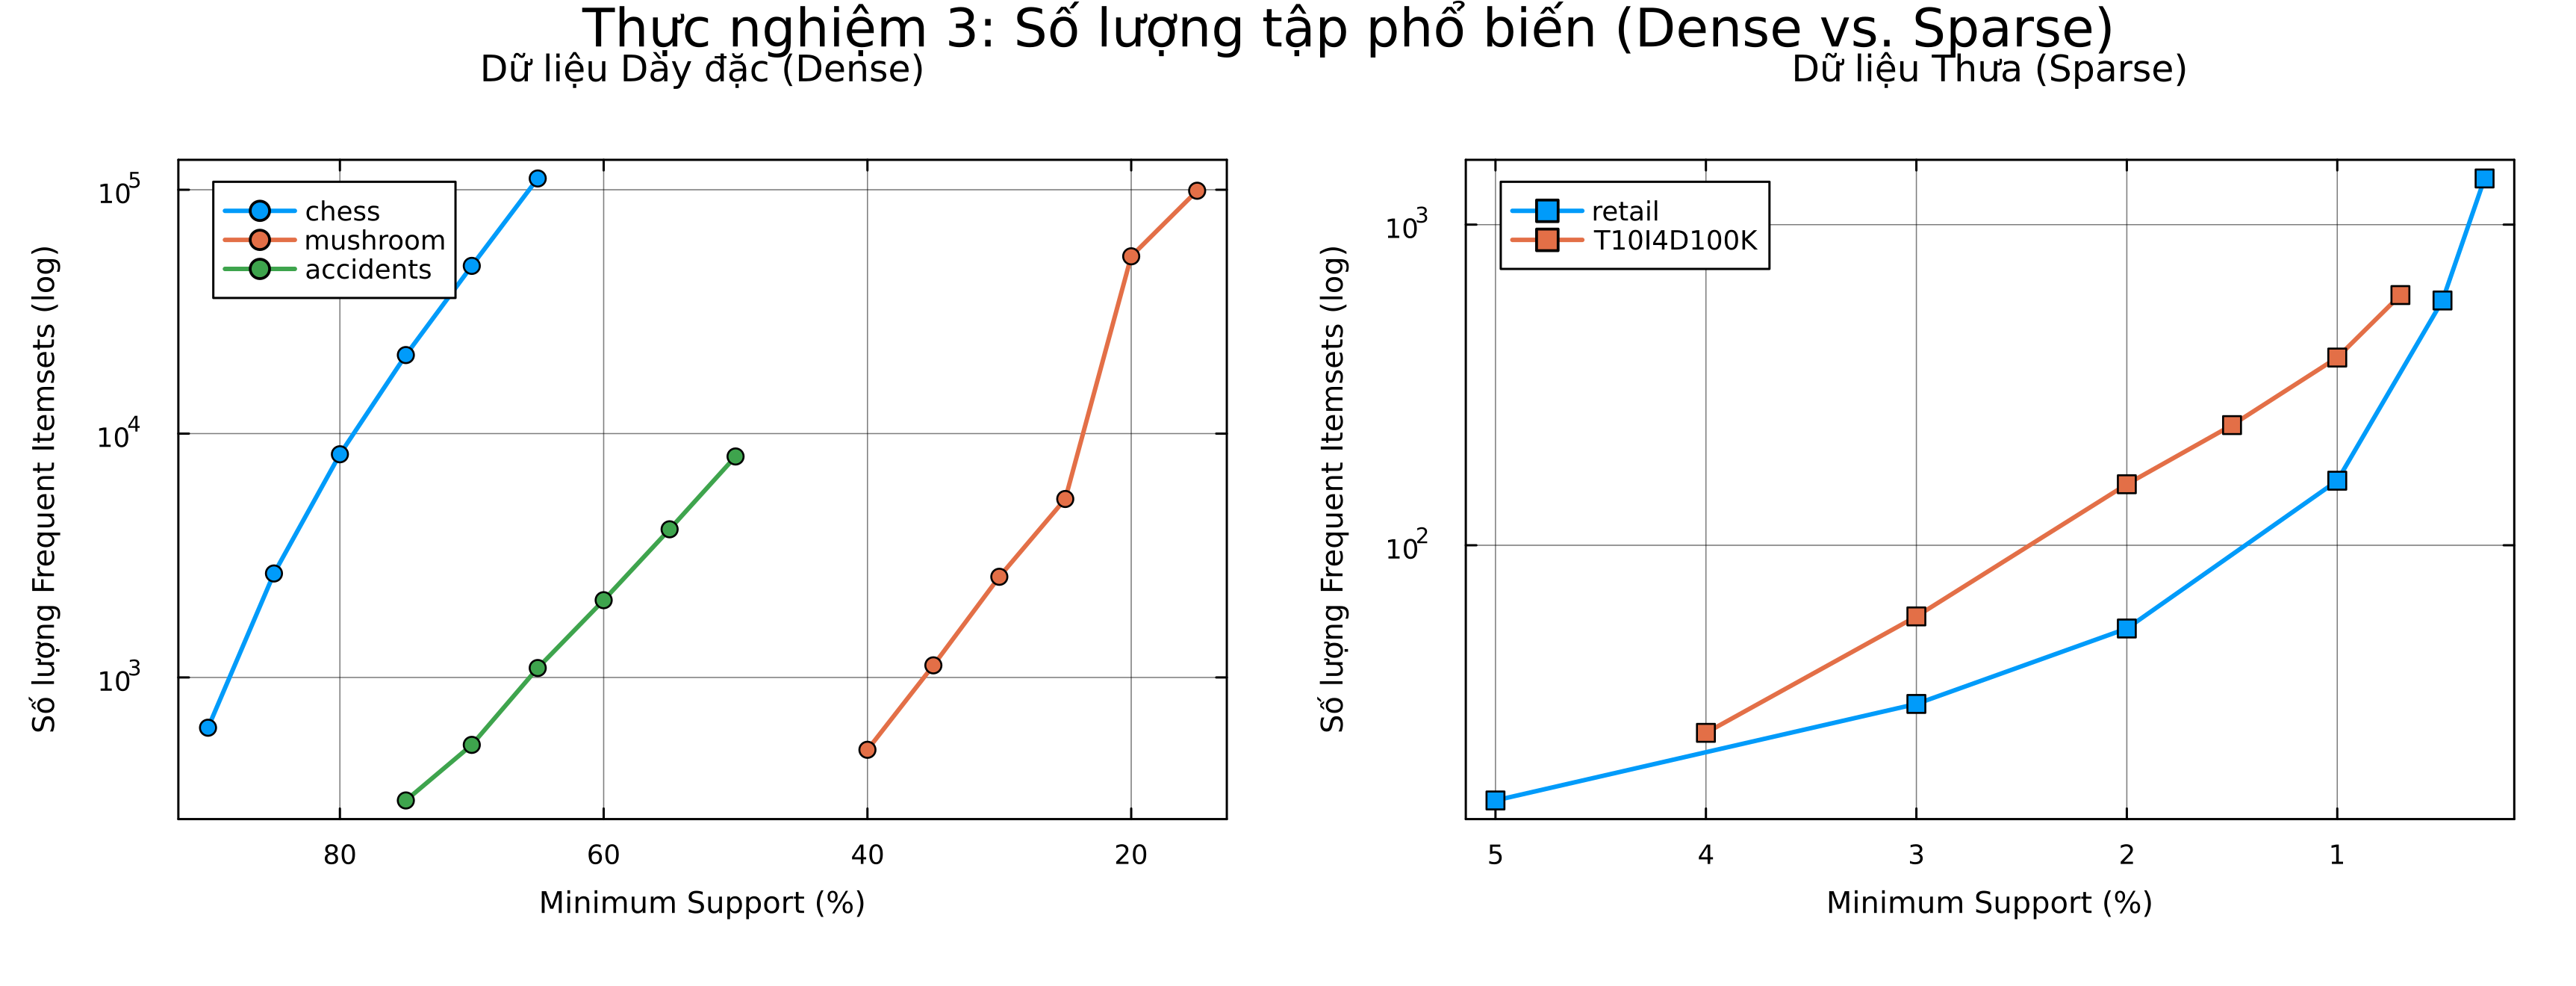 Thực nghiệm 3: Số lượng tập phổ biến (Dense vs. Sparse)
Dữ liệu Dày đặc (Dense)
Số lượng Frequent Itemsets (log)
10^5
10^4
10^3
chess
mushroom
accidents
80 60 40 20
Minimum Support (%)
Dữ liệu Thưa (Sparse)
Số lượng Frequent Itemsets (log)
10^3
10^2
retail
T10I4D100K
5 4 3 2 1
Minimum Support (%)